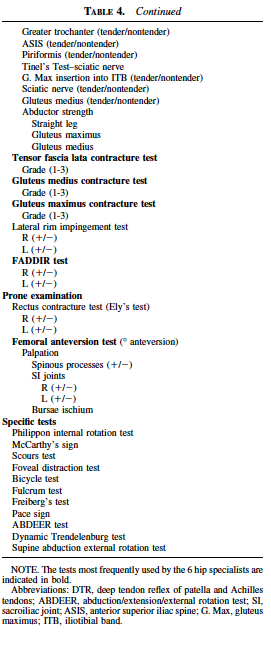 TABLE 4. Continued
Greater trochanter (tender/nontender)
ASIS (tender/nontender)
Piriformis (tender/nontender)
Tinel's Test–sciatic nerve
G. Max insertion into ITB (tender/nontender)
Sciatic nerve (tender/nontender)
Gluteus medius (tender/nontender)
Abductor strength
Straight leg
Gluteus maximus
Gluteus medius
Tensor fascia lata contracture test
Grade (1-3)
Gluteus medius contracture test
Grade (1-3)
Gluteus maximus contracture test
Grade (1-3)
Lateral rim impingement test
R (+/−)
L (+/−)
FADDIR test
R (+/−)
L (+/−)
Prone examination
Rectus contracture test (Ely's test)
R (+/−)
L (+/−)
Femoral anteversion test (° anteversion)
Palpation
Spinous processes (+/−)
SI joints
R (+/−)
L (+/−)
Bursae ischium
Specific tests
Philippon internal rotation test
McCarthy's sign
Scours test
Foveal distraction test
Bicycle test
Fulcrum test
Freiberg's test
Pace sign
ABDEER test
Dynamic Trendelenburg test
Supine abduction external rotation test
NOTE. The tests most frequently used by the 6 hip specialists are
indicated in bold.
Abbreviations: DTR, deep tendon reflex of patella and Achilles
tendons; ABDEER, abduction/extension/external rotation test; SI,
sacroiliac joint; ASIS, anterior superior iliac spine; G. Max, gluteus
maximus; ITB, iliotibial band.